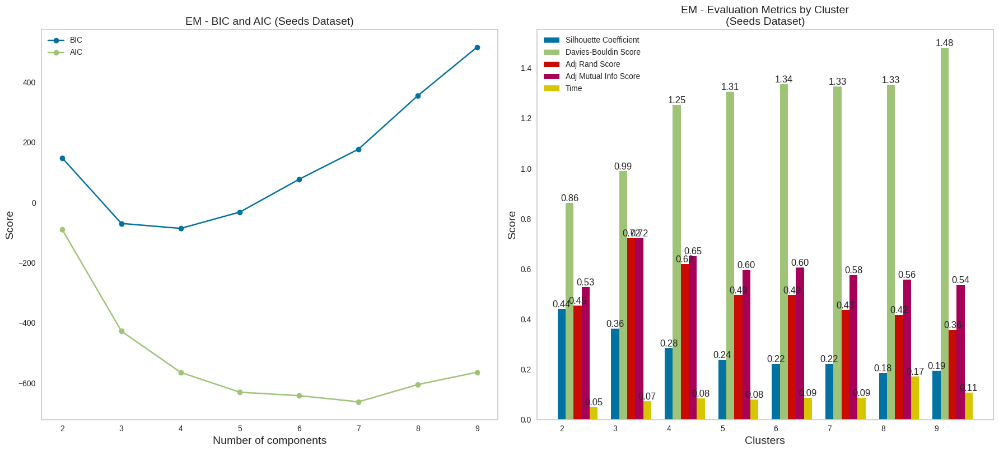 EM - BIC and AIC (Seeds Dataset)
BIC
AIC
400
200
0
−200
−400
−600
Score
2 3 4 5 6 7 8 9
Number of components
EM - Evaluation Metrics by Cluster
(Seeds Dataset)
Silhouette Coefficient
Davies-Bouldin Score
Adj Rand Score
Adj Mutual Info Score
Time
1.4
1.2
1.0
0.8
0.6
0.4
0.2
0.0
Score
0.44 0.86 0.53 0.05
0.36 0.99 0.72 0.72 0.07
0.28 1.25 0.65 0.08
0.24 1.31 0.60 0.08
0.22 1.34 0.60 0.09
0.22 1.33 0.58 0.09
0.18 1.33 0.56 0.17
0.19 1.48 0.54 0.11
2 3 4 5 6 7 8 9
Clusters